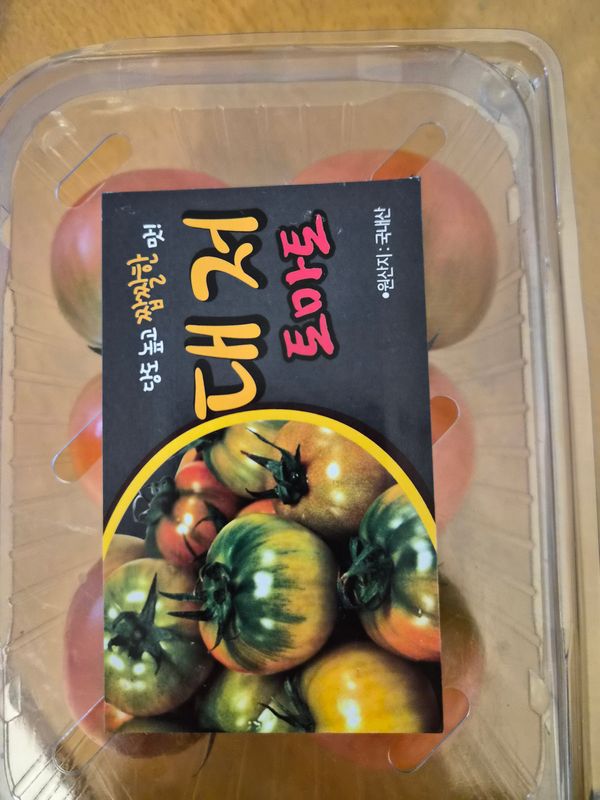 당도 높고 짭짤한 맛!
대저
토마토
•원산지:국내산